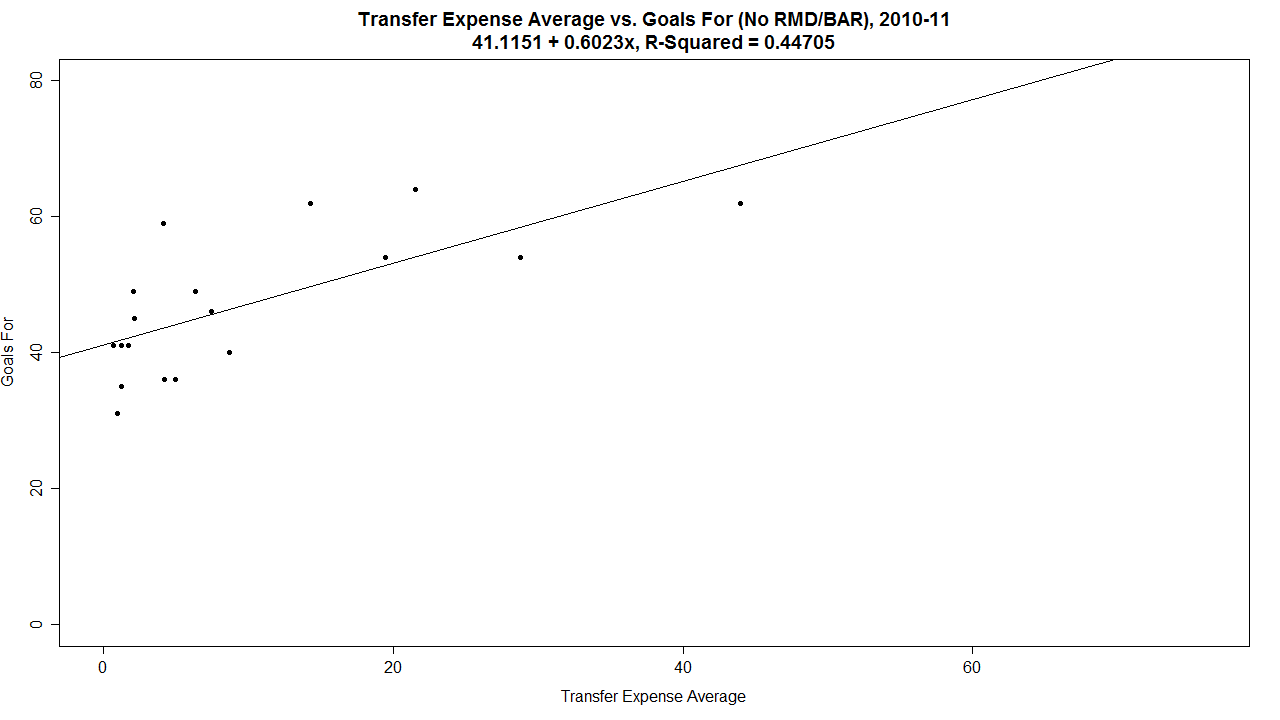 Transfer Expense Average vs. Goals For (No RMD/BAR), 2010-11
41.1151 + 0.6023x, R-Squared = 0.44705
80
60
40
20
0
Goals For
0 20 40 60
Transfer Expense Average